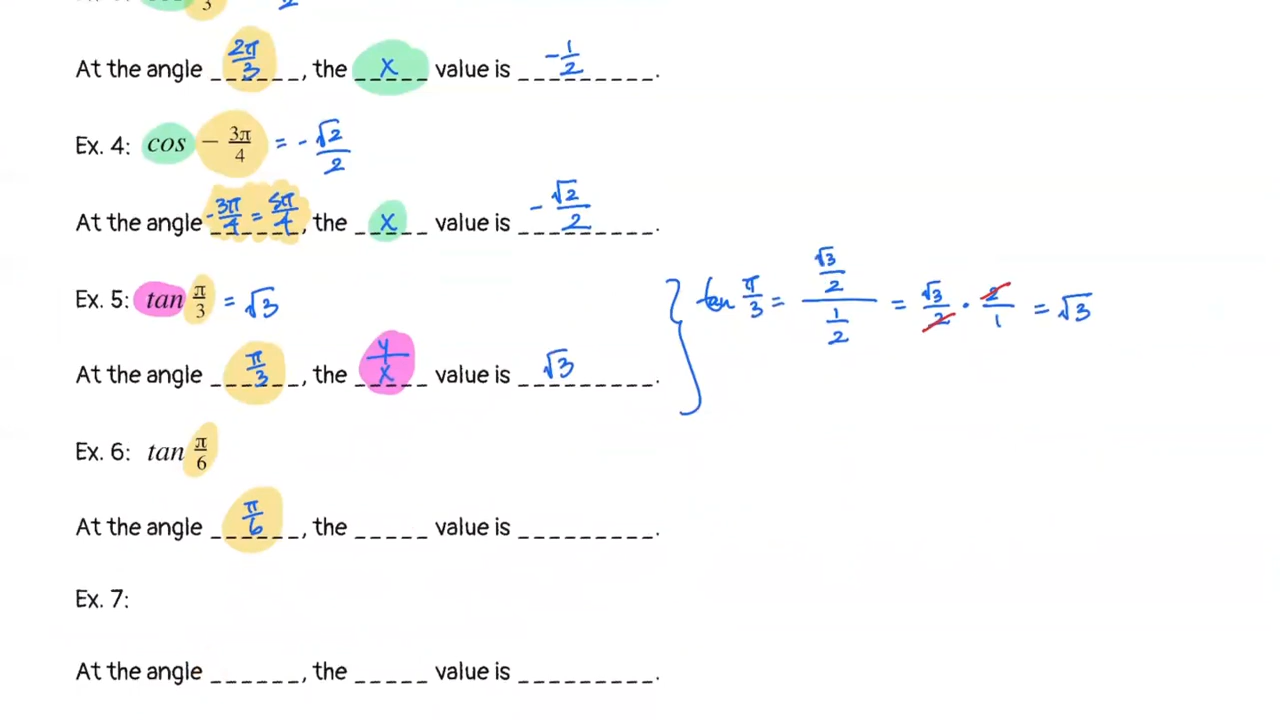 3 2
At the angle 2π/3, the x value is -1/2.
Ex. 4: cos - 3π/4 = - √2/2
At the angle -3π/4 = 5π/4, the x value is - √2/2.
Ex. 5: tan π/3 = √3
tan π/3 = (√3/2)/(1/2) = √3/2 · 2/1 = √3
At the angle π/3, the y/x value is √3.
Ex. 6: tan π/6
At the angle π/6, the _____ value is _________.
Ex. 7:
At the angle ______, the _____ value is _________.